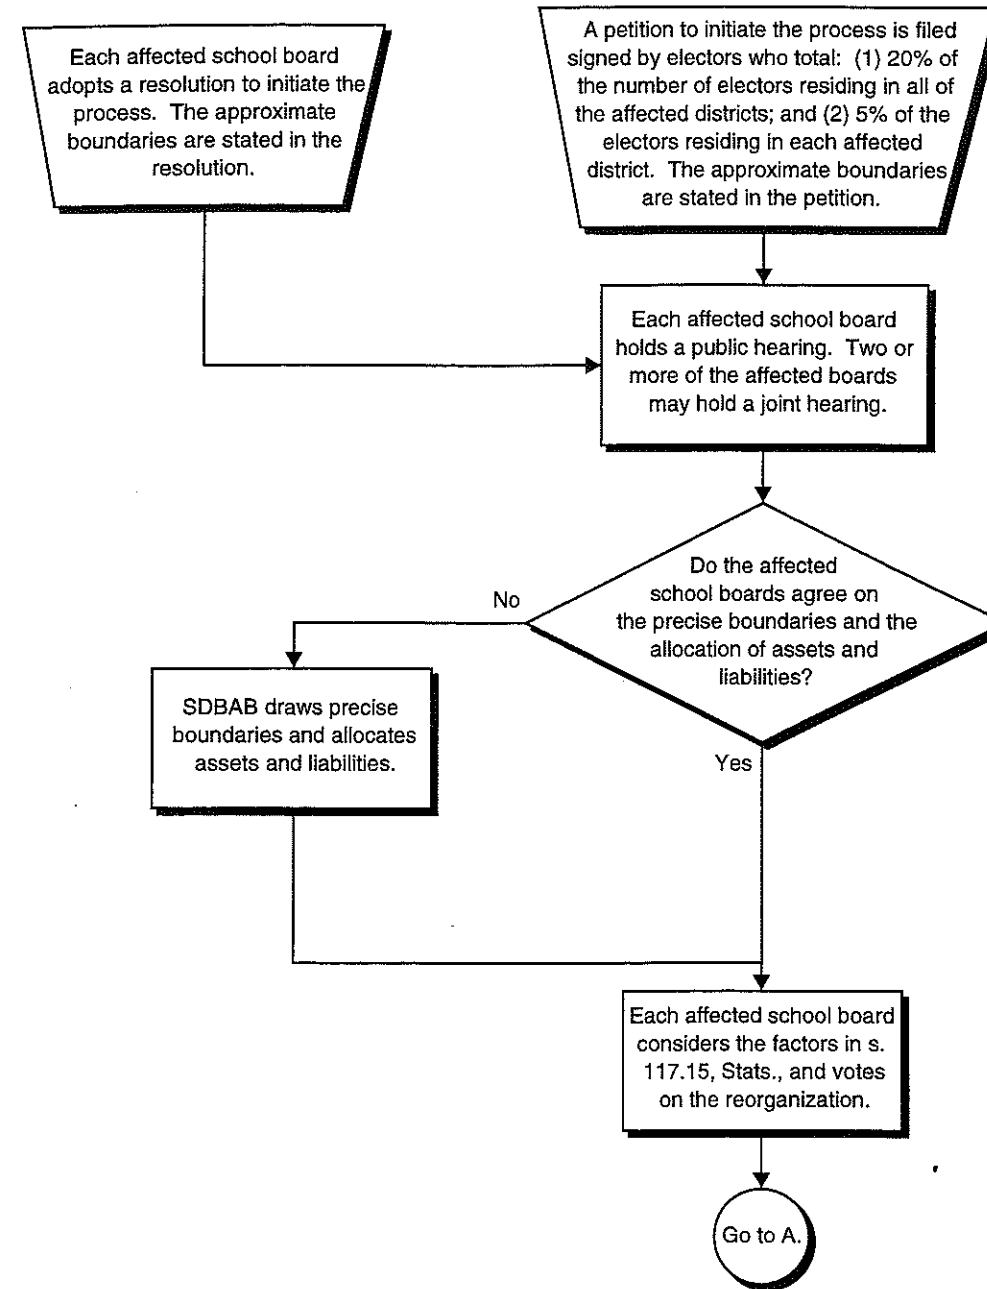 Each affected school board
adopts a resolution to initiate the
process. The approximate
boundaries are stated in the
resolution.
A petition to initiate the process is filed
signed by electors who total: (1) 20% of
the number of electors residing in all of
the affected districts; and (2) 5% of the
electors residing in each affected
district. The approximate boundaries
are stated in the petition.
Each affected school board
holds a public hearing. Two or
more of the affected boards
may hold a joint hearing.
Do the affected
school boards agree on
the precise boundaries and the
allocation of assets and
liabilities?
No
SDBAB draws precise
boundaries and allocates
assets and liabilities.
Yes
Each affected school board
considers the factors in s.
117.15, Stats., and votes
on the reorganization.
Go to A.